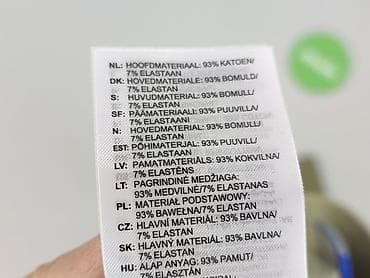 NL: HOOFDMATERIAAL: 93% KATOEN/
7% ELASTAAN
DK: HOVEDMATERIALE: 93% BOMULD/
7% ELASTAN
S: HUVUDMATERIAL: 93% BOMULL/
7% ELASTAN
SF: PÄÄMATERIAALI: 93% PUUVILLA/
7% ELASTAANI
N: HOVEDMATERIAL: 93% BOMULL/
7% ELASTAN
EST: PÕHIMATERJAL: 93% PUUVILL/
7% ELASTAAN
LV: PAMATMATERIĀLS: 93% KOKVILNA/
7% ELASTĒNS
LT: PAGRINDINĖ MEDŽIAGA:
93% MEDVILNĖ/7% ELASTANAS
PL: MATERIAŁ PODSTAWOWY:
93% BAWEŁNA/7% ELASTAN
CZ: HLAVNÍ MATERIÁL: 93% BAVLNA/
7% ELASTAN
SK: HLAVNÝ MATERIÁL: 93% BAVLNA/
7% ELASTAN
HU: ALAP ANYAG: 93% PAMUT/
7% ELASZTÁN